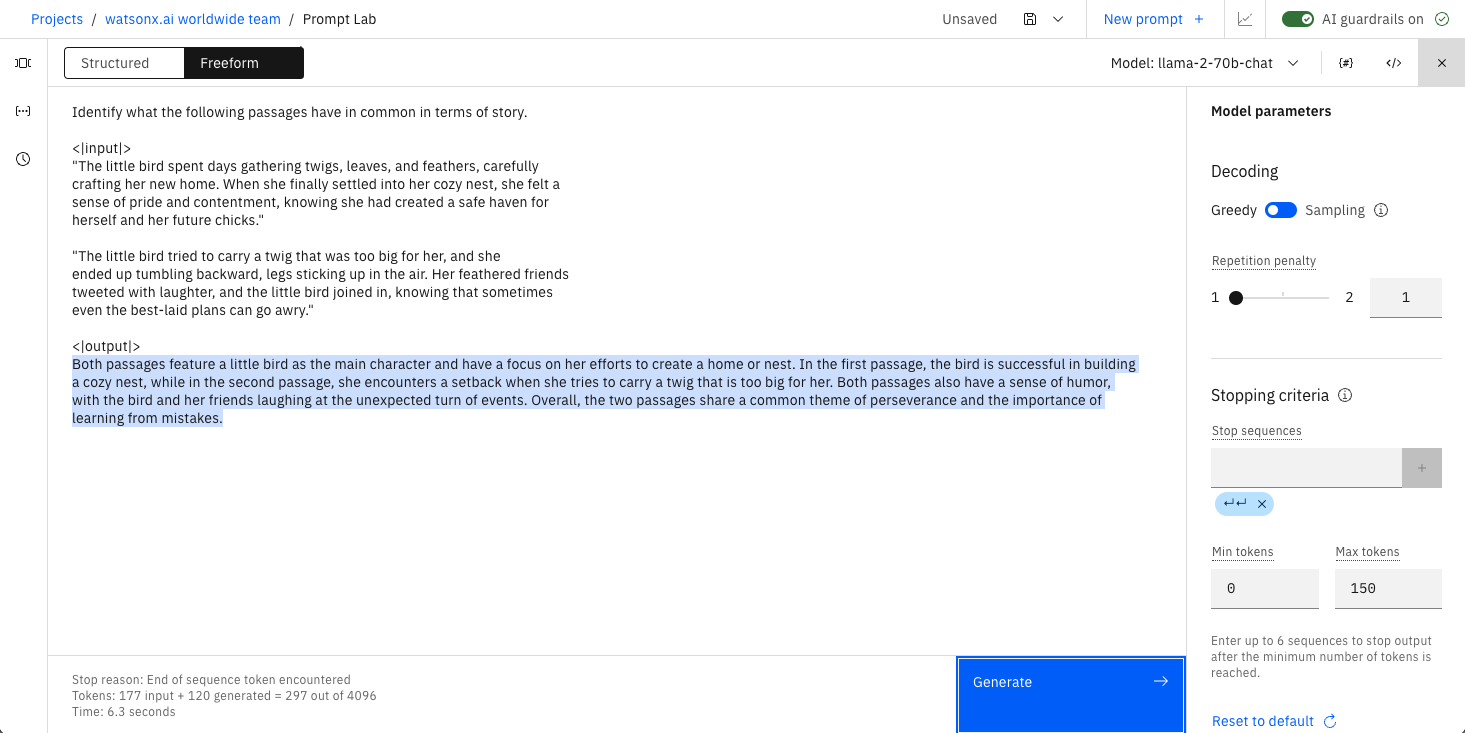 Projects / watsonx.ai worldwide team / Prompt Lab
Unsaved
New prompt +
AI guardrails on
Structured
Freeform
Model: llama-2-70b-chat
{#}
</>
Identify what the following passages have in common in terms of story.
<|input|>
"The little bird spent days gathering twigs, leaves, and feathers, carefully
crafting her new home. When she finally settled into her cozy nest, she felt a
sense of pride and contentment, knowing she had created a safe haven for
herself and her future chicks."
"The little bird tried to carry a twig that was too big for her, and she
ended up tumbling backward, legs sticking up in the air. Her feathered friends
tweeted with laughter, and the little bird joined in, knowing that sometimes
even the best-laid plans can go awry."
<|output|>
Both passages feature a little bird as the main character and have a focus on her efforts to create a home or nest. In the first passage, the bird is successful in building
a cozy nest, while in the second passage, she encounters a setback when she tries to carry a twig that is too big for her. Both passages also have a sense of humor,
with the bird and her friends laughing at the unexpected turn of events. Overall, the two passages share a common theme of perseverance and the importance of
learning from mistakes.
Stop reason: End of sequence token encountered
Tokens: 177 input + 120 generated = 297 out of 4096
Time: 6.3 seconds
Generate
Model parameters
Decoding
Greedy
Sampling
Repetition penalty
1
2
1
Stopping criteria
Stop sequences
+
↵↵ ×
Min tokens
Max tokens
0
150
Enter up to 6 sequences to stop output
after the minimum number of tokens is
reached.
Reset to default